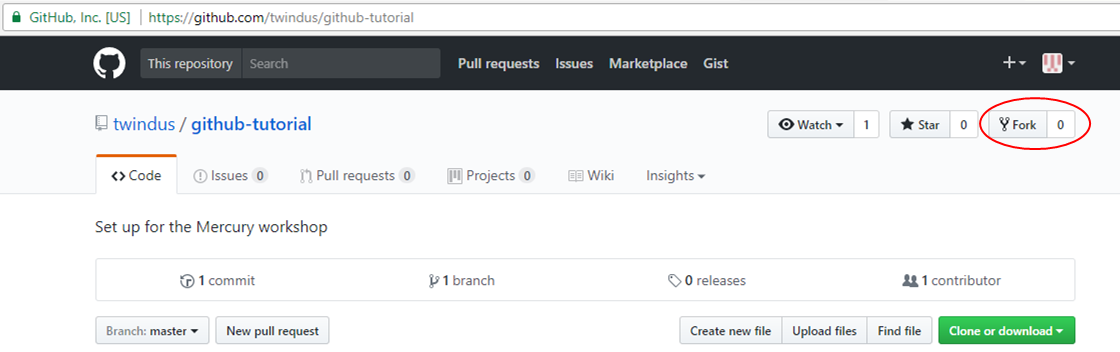 GitHub, Inc. [US] https://github.com/twindus/github-tutorial
This repository Search Pull requests Issues Marketplace Gist
twindus / github-tutorial Watch 1 Star 0 Fork 0
Code Issues 0 Pull requests 0 Projects 0 Wiki Insights
Set up for the Mercury workshop
1 commit 1 branch 0 releases 1 contributor
Branch: master New pull request Create new file Upload files Find file Clone or download